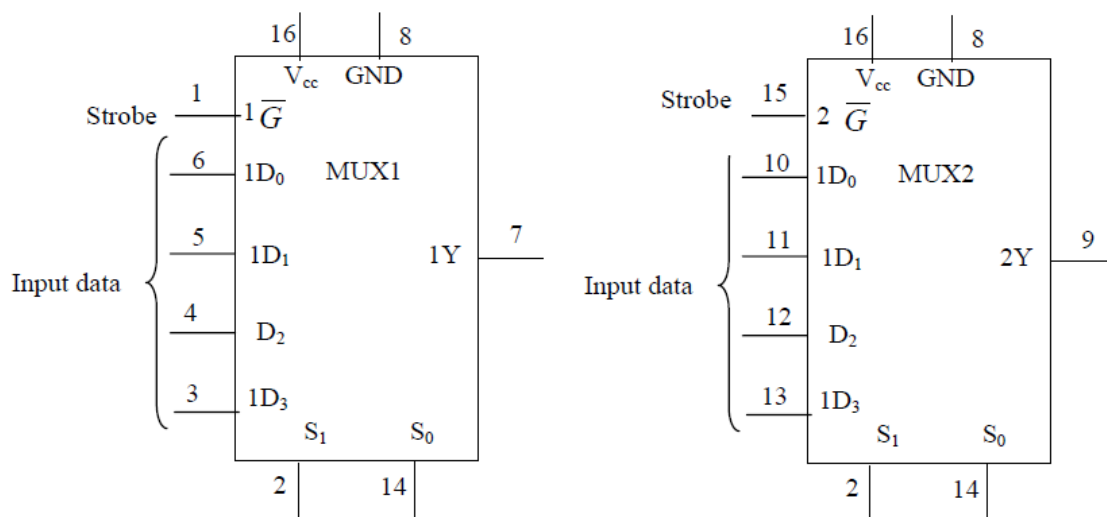 16 8
V_cc GND
1
Strobe 1 G̅
6 1D₀ MUX1
5 1D₁ 1Y 7
Input data
4 D₂
3 1D₃
S₁ S₀
2 14
16 8
V_cc GND
15
Strobe 2 G̅
10 1D₀ MUX2
11 1D₁ 2Y 9
Input data
12 D₂
13 1D₃
S₁ S₀
2 14